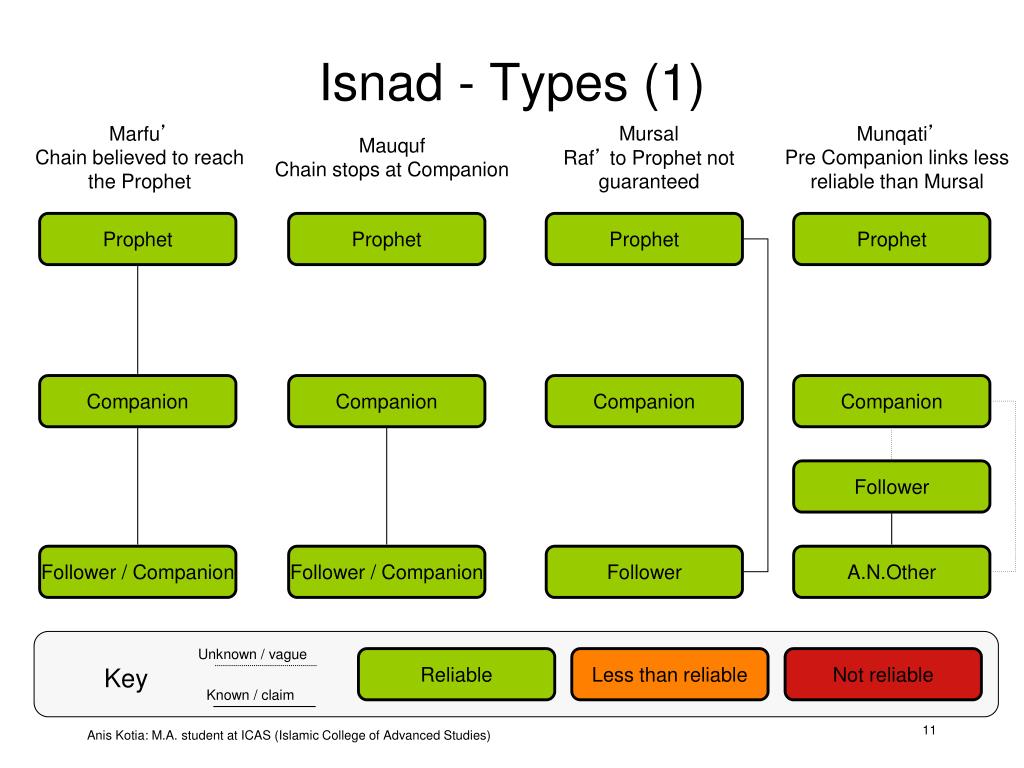 Isnad - Types (1)
Marfu’
Chain believed to reach
the Prophet
Mauquf
Chain stops at Companion
Mursal
Raf’ to Prophet not
guaranteed
Munqati’
Pre Companion links less
reliable than Mursal
Prophet
Prophet
Prophet
Prophet
Companion
Companion
Companion
Companion
Follower
Follower / Companion
Follower / Companion
Follower
A.N.Other
Key
Unknown / vague
Known / claim
Reliable
Less than reliable
Not reliable
Anis Kotia: M.A. student at ICAS (Islamic College of Advanced Studies)
11